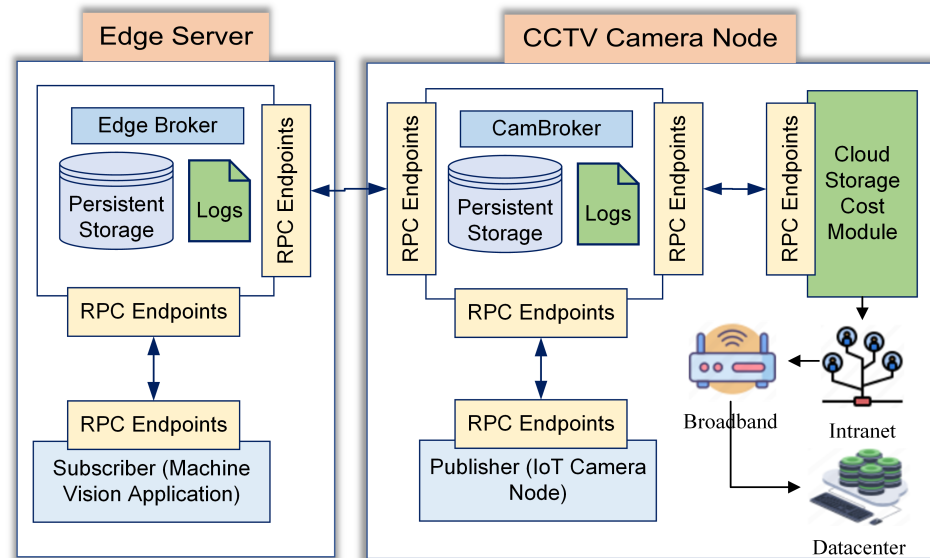 Edge Server
Edge Broker
Persistent
Storage
Logs
RPC Endpoints
RPC Endpoints
RPC Endpoints
Subscriber (Machine
Vision Application)
CCTV Camera Node
RPC Endpoints
CamBroker
Persistent
Storage
Logs
RPC Endpoints
RPC Endpoints
RPC Endpoints
Publisher (IoT Camera
Node)
RPC Endpoints
Cloud
Storage
Cost
Module
Broadband
Intranet
Datacenter